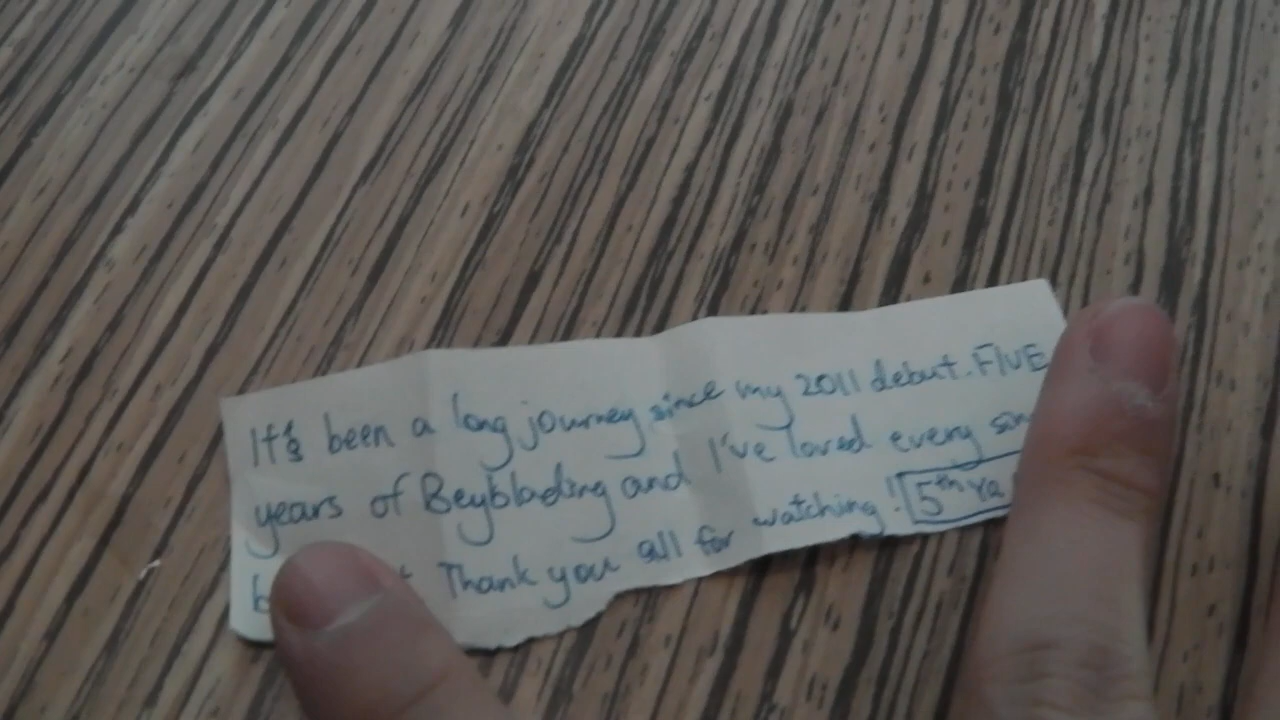 It's been a long journey since my 2011 debut. FIVE
years of Beyblading and I've loved every
Thank you all for watching! 5th